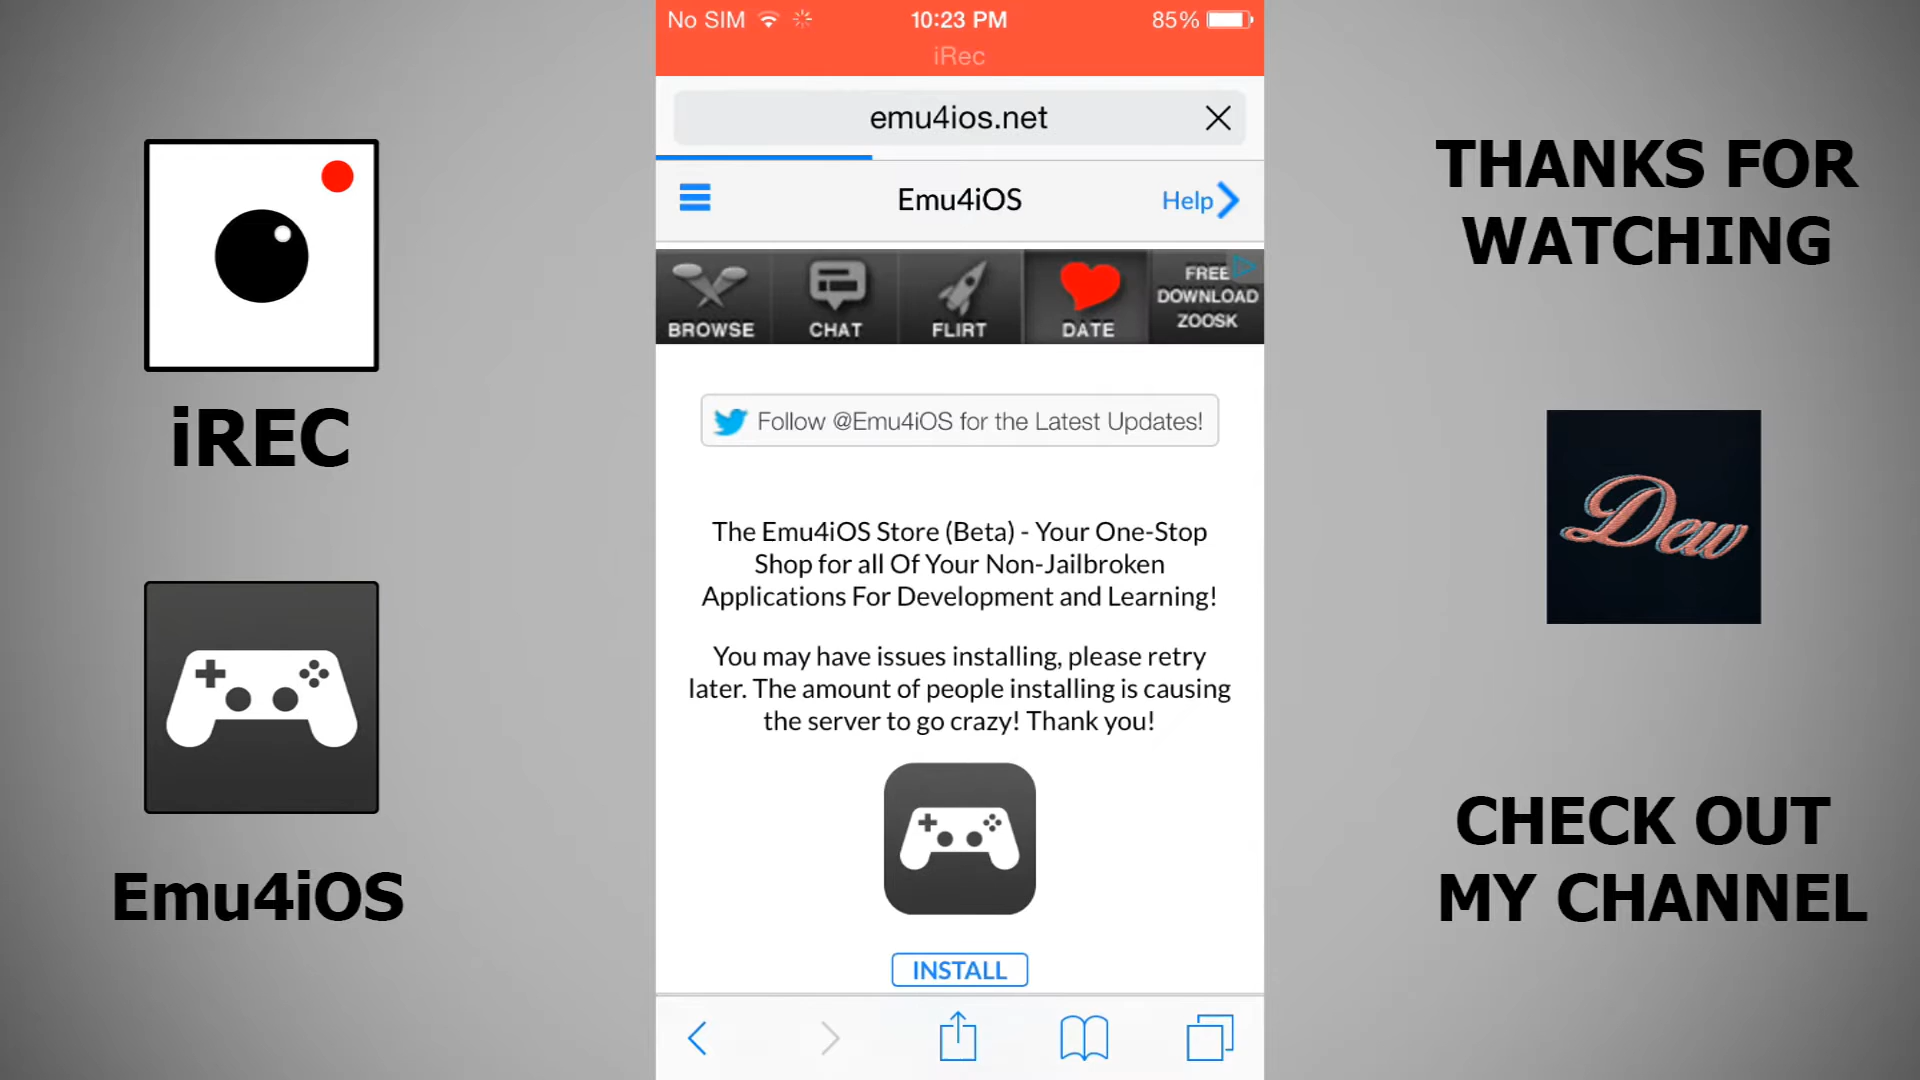 iREC
Emu4iOS
No SIM 10:23 PM 85%
iRec
emu4ios.net
Emu4iOS
Help
BROWSE
CHAT
FLIRT
DATE
FREE
DOWNLOAD
ZOOSK
Follow @Emu4iOS for the Latest Updates!
The Emu4iOS Store (Beta) - Your One-Stop
Shop for all Of Your Non-Jailbroken
Applications For Development and Learning!
You may have issues installing, please retry
later. The amount of people installing is causing
the server to go crazy! Thank you!
INSTALL
THANKS FOR
WATCHING
Dew
CHECK OUT
MY CHANNEL